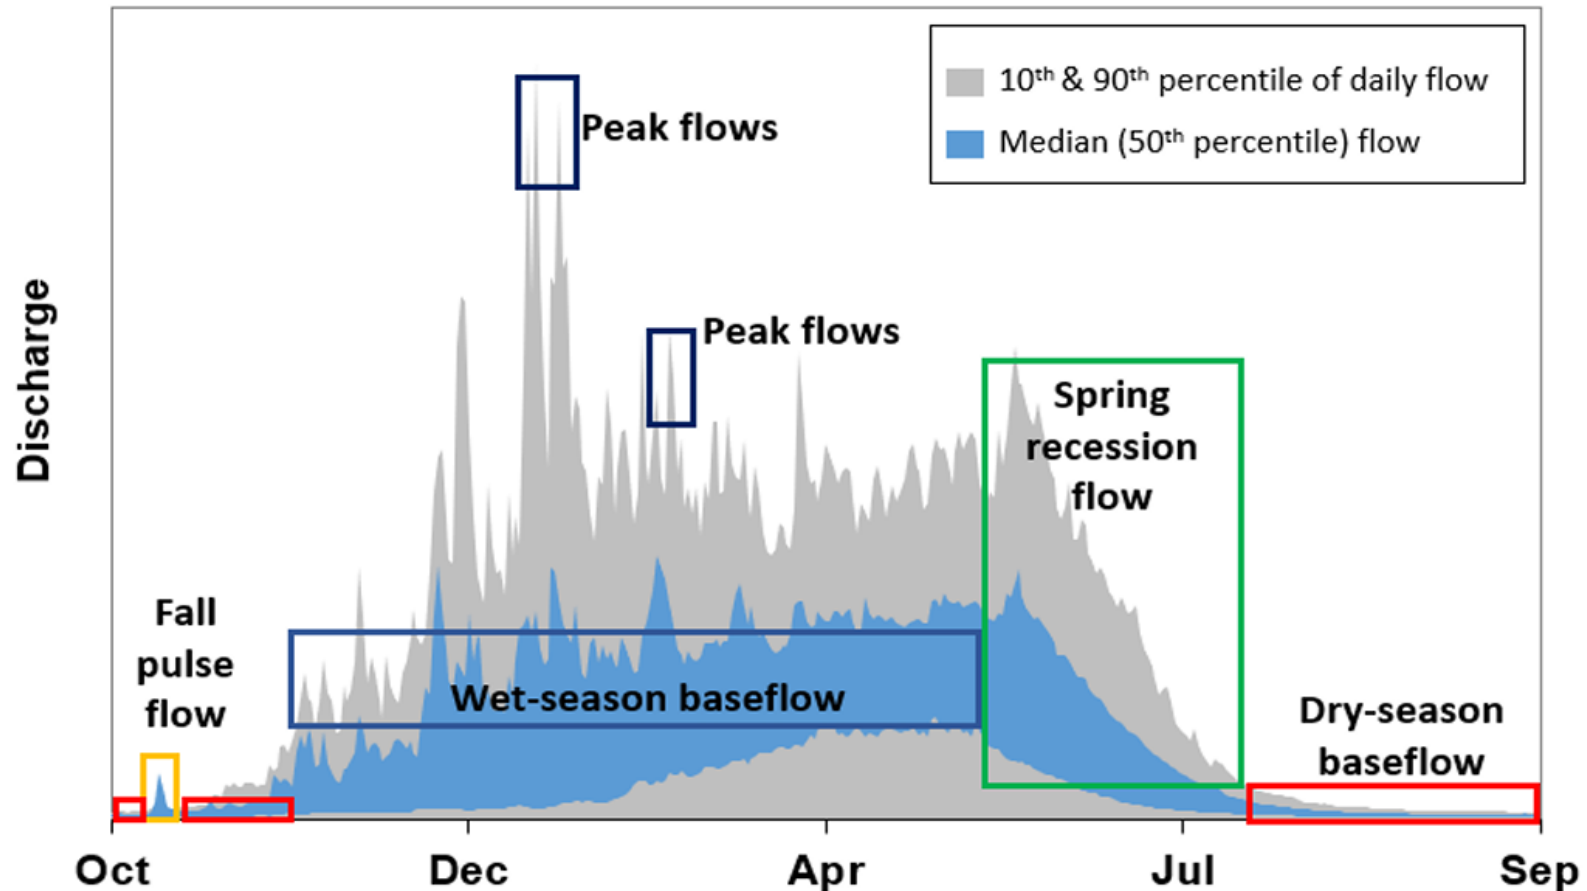 10th & 90th percentile of daily flow
Median (50th percentile) flow
Peak flows
Peak flows
Spring
recession
flow
Fall
pulse
flow
Wet-season baseflow
Dry-season
baseflow
Discharge
Oct
Dec
Apr
Jul
Sep